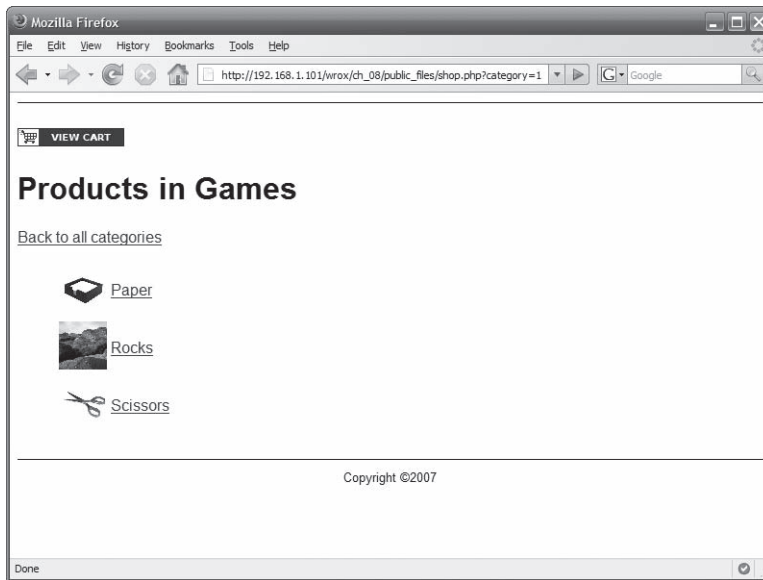 Mozilla Firefox
File Edit View History Bookmarks Tools Help
http://192.168.1.101/wrox/ch_08/public_files/shop.php?category=1 G Google
VIEW CART
Products in Games
Back to all categories
Paper
Rocks
Scissors
Copyright ©2007
Done